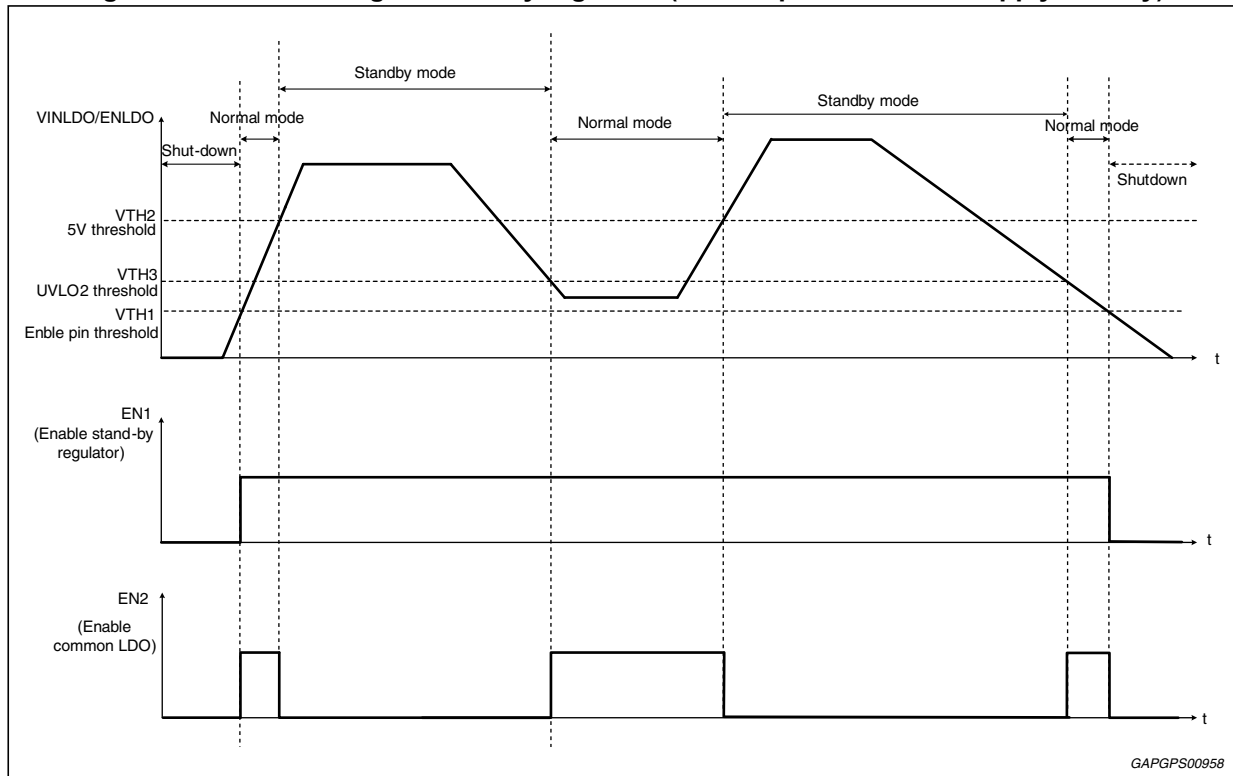 Standby mode
Standby mode
VINLDO/ENLDO
Normal mode
Normal mode
Normal mode
Shut-down
Shutdown
VTH2
5V threshold
VTH3
UVLO2 threshold
VTH1
Enble pin threshold
t
EN1
(Enable stand-by
regulator)
t
EN2
(Enable
common LDO)
t
GAPGPS00958